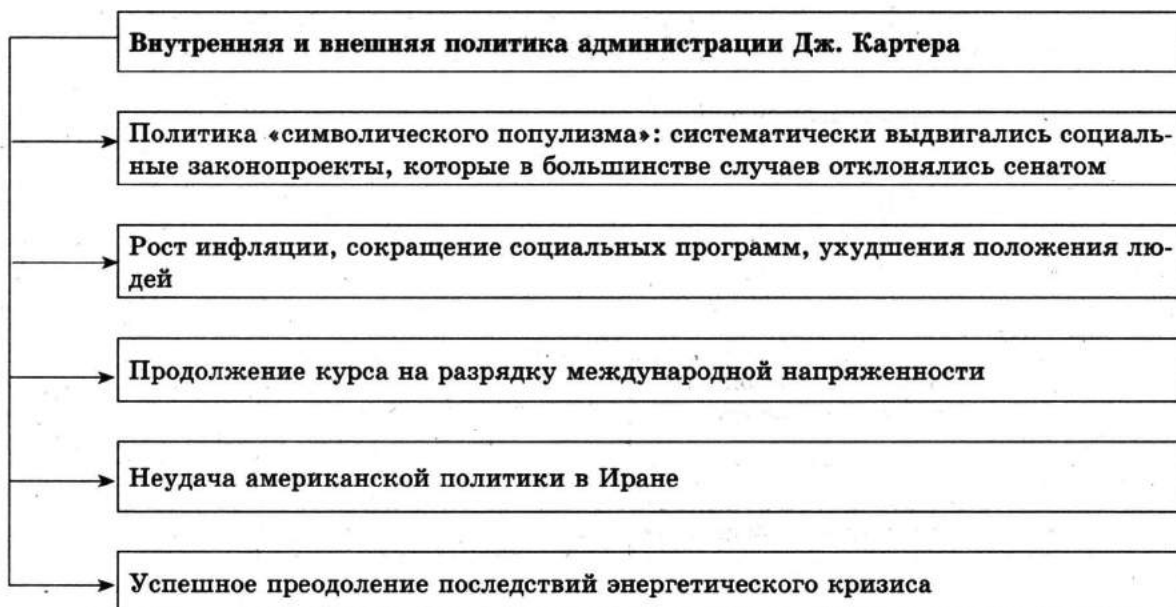 Внутренняя и внешняя политика администрации Дж. Картера
Политика «символического популизма»: систематически выдвигались социаль-
ные законопроекты, которые в большинстве случаев отклонялись сенатом
Рост инфляции, сокращение социальных программ, ухудшения положения лю-
дей
Продолжение курса на разрядку международной напряженности
Неудача американской политики в Иране
Успешное преодоление последствий энергетического кризиса